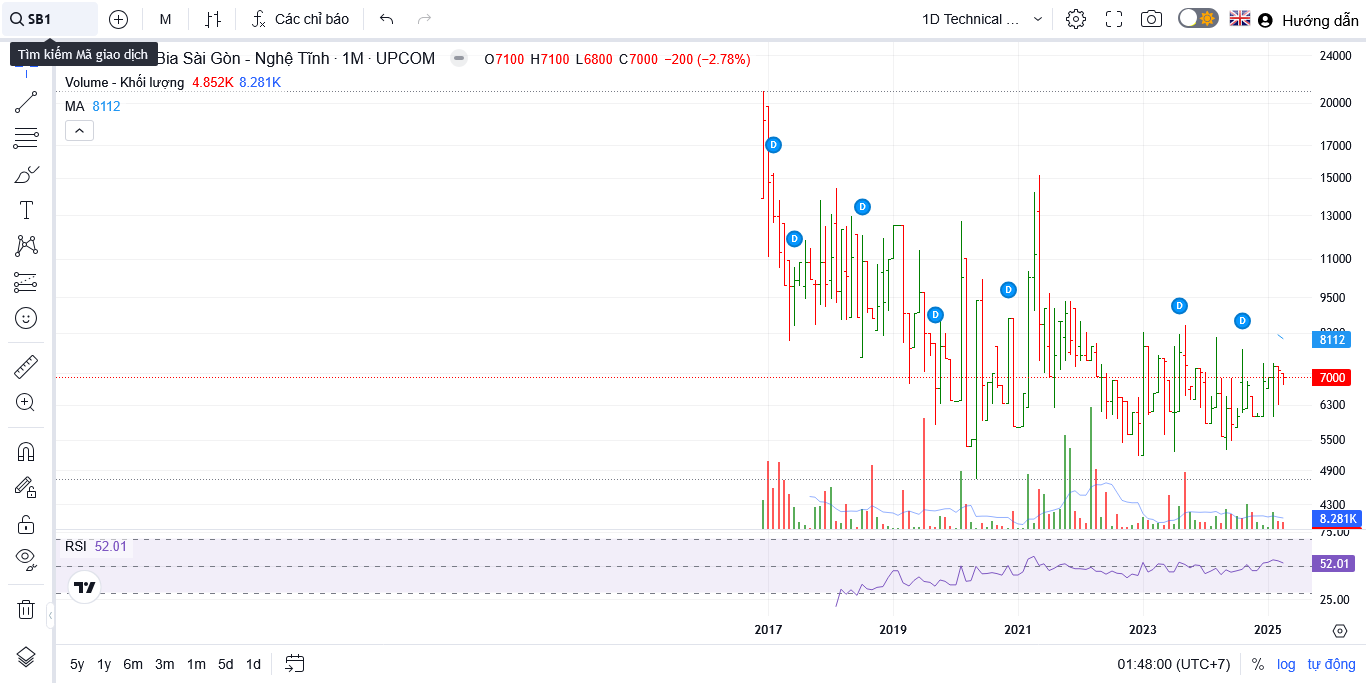 SB1 M Các chỉ báo 1D Technical ... Hướng dẫn
Tìm kiếm Mã giao dịch
Bia Sài Gòn - Nghệ Tĩnh · 1M · UPCOM O7100 H7100 L6800 C7000 −200 (−2.78%)
Volume - Khối lượng 4.852K 8.281K
MA 8112
24000
20000
17000
15000
13000
11000
9500
8112
7000
6300
5500
4900
4300
8.281K
75.00
D
D
D
D
D
D
D
RSI 52.01
52.01
25.00
2017 2019 2021 2023 2025
5y 1y 6m 3m 1m 5d 1d 01:48:00 (UTC+7) % log tự động